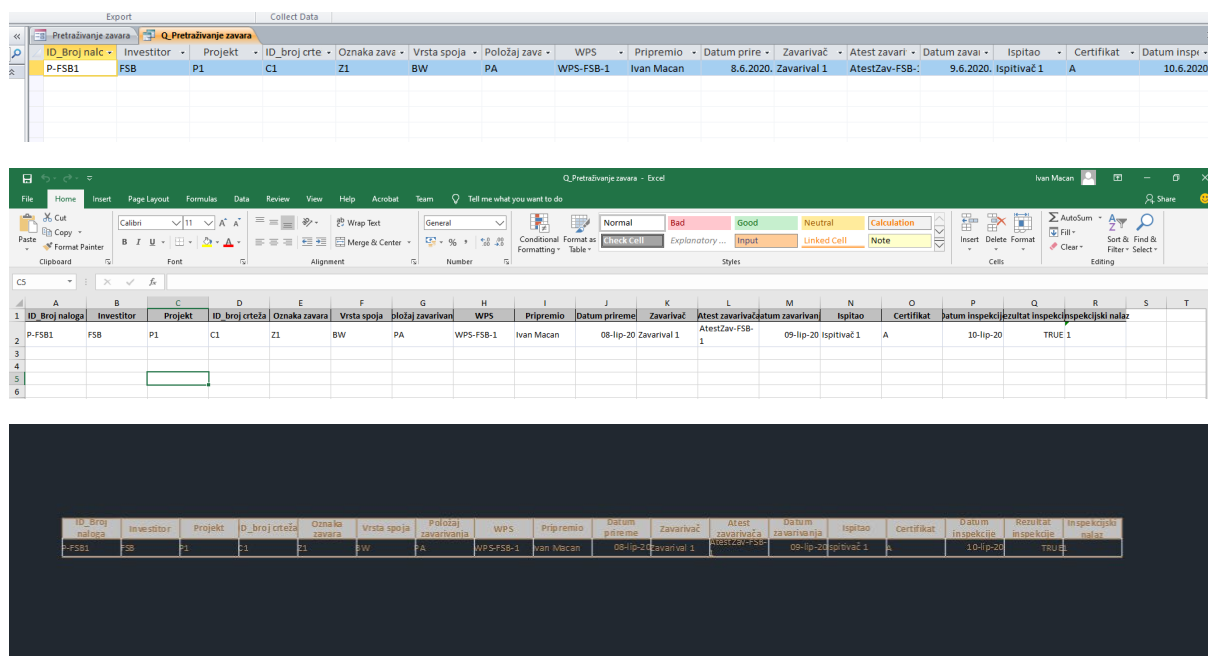 Export Collect Data
« Pretraživanje zavara Q_Pretraživanje zavara
ID_Broj nalc Investitor Projekt ID_broj crte Oznaka zava Vrsta spoja Položaj zava WPS Pripremio Datum prire Zavarivač Atest zavari Datum zavar Ispitao Certifikat Datum inspe
P-FSB1 FSB P1 C1 Z1 BW PA WPS-FSB-1 Ivan Macan 8.6.2020. Zavarival 1 AtestZav-FSB-: 9.6.2020. Ispitivač 1 A 10.6.2020
Q_Pretraživanje zavara - Excel Ivan Macan
File Home Insert Page Layout Formulas Data Review View Help Acrobat Team Tell me what you want to do Share
Cut Calibri 11 Wrap Text General Normal Bad Good Neutral Calculation AutoSum
Paste Copy Conditional Format as Check Cell Explanatory ... Input Linked Cell Note Insert Delete Format Fill Sort & Find &
Format Painter B I U Merge & Center % Formatting Table Clear Filter Select
Clipboard Font Alignment Number Styles Cells Editing
C5 fx
A B C D E F G H I J K L M N O P Q R S T
1 ID_Broj naloga Investitor Projekt ID_broj crteža Oznaka zavara Vrsta spoja oložaj zavarivan WPS Pripremio Datum prireme Zavarivač Atest zavarivača atum zavarivan Ispitao Certifikat Datum inspekcij ezultat inspekci nspekcijski nalaz
2 P-FSB1 FSB P1 C1 Z1 BW PA WPS-FSB-1 Ivan Macan 08-lip-20 Zavarival 1 AtestZav-FSB-1 09-lip-20 Ispitivač 1 A 10-lip-20 TRUE 1
3
4
5
6
ID_Broj naloga Investitor Projekt ID_broj crteža Oznaka zavara Vrsta spoja Položaj zavarivanja WPS Pripremio Datum prireme Zavarivač Atest zavarivača Datum zavarivanja Ispitao Certifikat Datum inspekcije Rezultat inspekcije Inspekcijski nalaz
P-FSB1 FSB P1 C1 Z1 BW PA WPS-FSB-1 Ivan Macan 08-lip-20 Zavarival 1 AtestZav-FSB-1 09-lip-20 Ispitivač 1 A 10-lip-20 TRUE 1